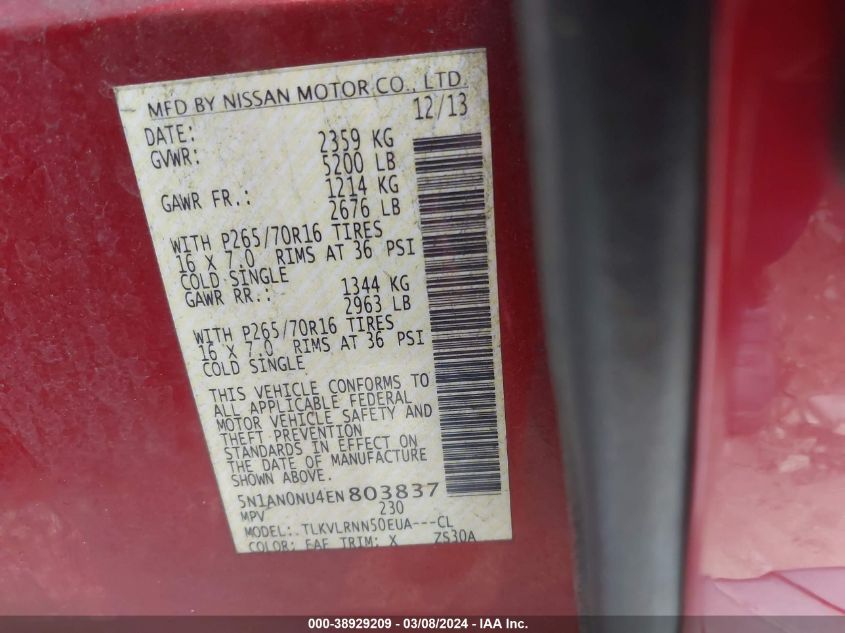 MFD BY NISSAN MOTOR CO., LTD.
DATE: 12/13
GVWR: 2359 KG
5200 LB
GAWR FR.: 1214 KG
2676 LB
WITH P265/70R16 TIRES
16 X 7.0 RIMS AT 36 PSI
COLD SINGLE
GAWR RR.: 1344 KG
2963 LB
WITH P265/70R16 TIRES
16 X 7.0 RIMS AT 36 PSI
COLD SINGLE
THIS VEHICLE CONFORMS TO
ALL APPLICABLE FEDERAL
MOTOR VEHICLE SAFETY AND
THEFT PREVENTION
STANDARDS IN EFFECT ON
THE DATE OF MANUFACTURE
SHOWN ABOVE.
5N1AN0NU4EN803837
MPV 230
MODEL: TLKVLRNN50EUA---CL
COLOR: EAF TRIM: X ZS30A
000-38929209 - 03/08/2024 - IAA Inc.